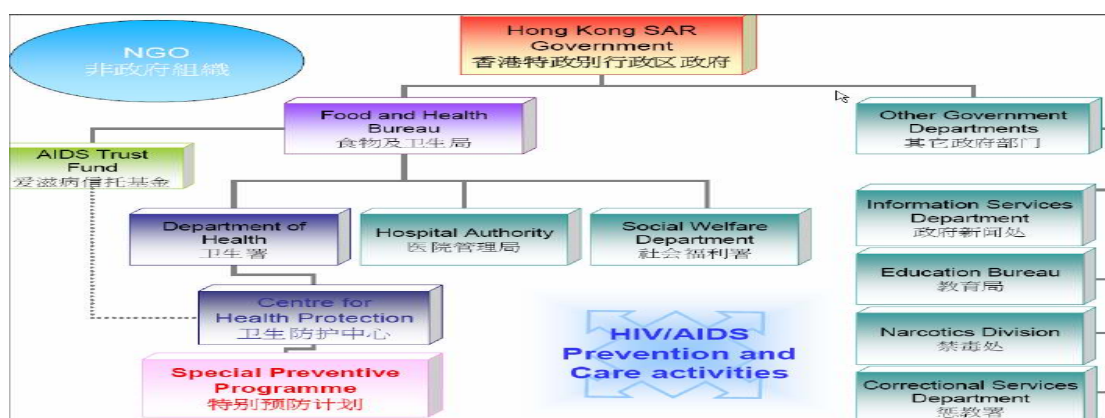 NGO
非政府組織
Hong Kong SAR
Government
香港特政别行政区政府
Food and Health
Bureau
食物及卫生局
Other Government
Departments
其它政府部门
AIDS Trust
Fund
爱滋病信托基金
Department of
Health
卫生署
Hospital Authority
医院管理局
Social Welfare
Department
社会福利署
Information Services
Department
政府新闻处
Education Bureau
教育局
Centre for
Health Protection
卫生防护中心
HIV/AIDS
Prevention and
Care activities
Narcotics Division
禁毒处
Special Preventive
Programme
特别预防计划
Correctional Services
Department
惩教署